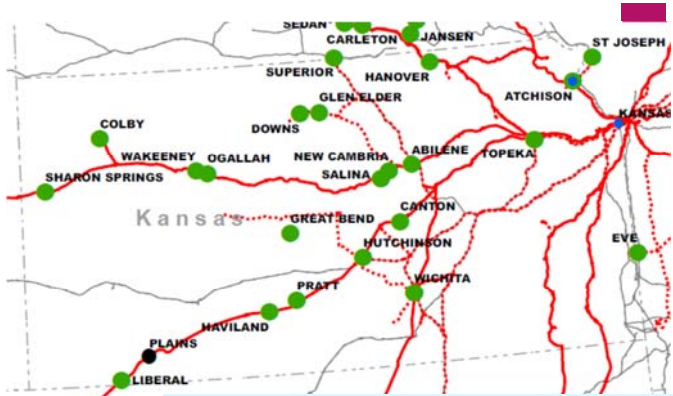 SEDAN
CARLETON
JANSEN
ST JOSEPH
SUPERIOR
HANOVER
ATCHISON
GLEN ELDER
KANSAS
COLBY
DOWNS
WAKEENEY
OGALLAH
NEW CAMBRIA
ABILENE
TOPEKA
SHARON SPRINGS
SALINA
CANTON
Kansas
GREAT BEND
HUTCHINSON
EVE
WICHITA
PRATT
HAVILAND
PLAINS
LIBERAL